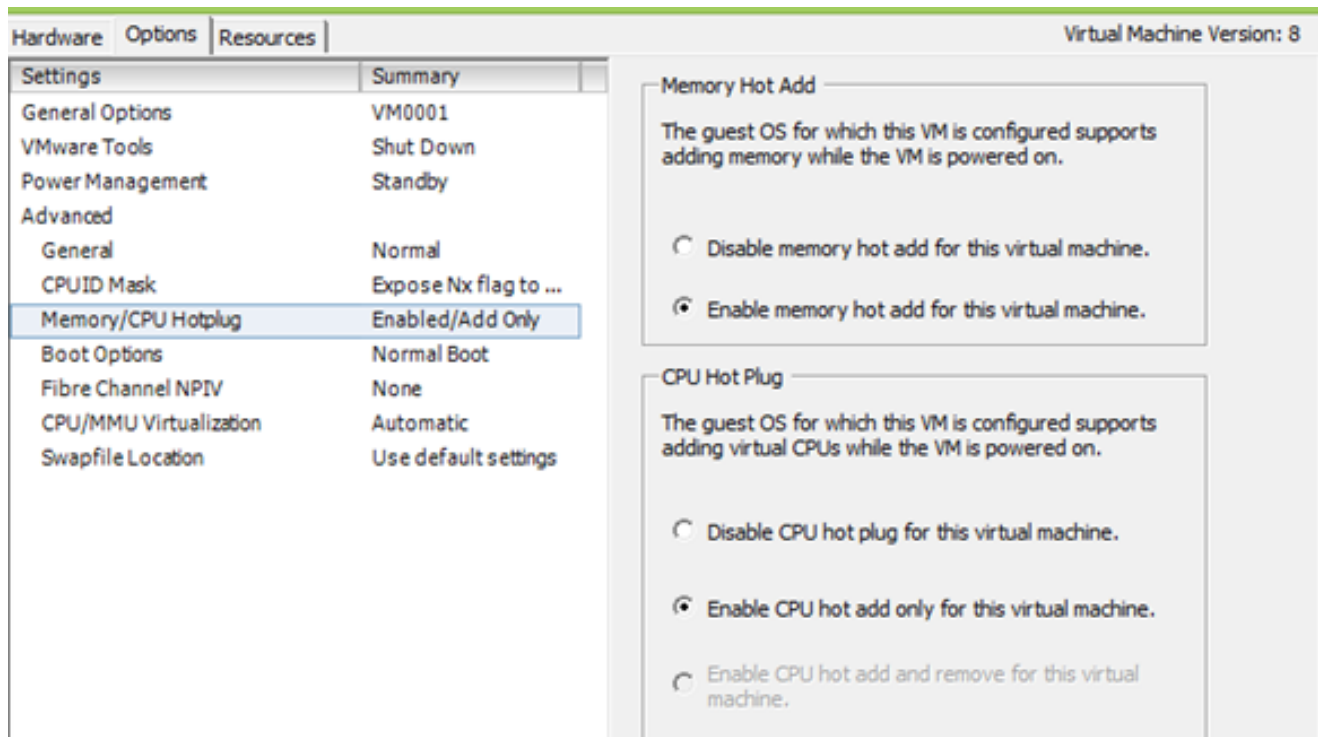 Hardware Options Resources Virtual Machine Version: 8
Settings Summary
General Options VM0001
VMware Tools Shut Down
Power Management Standby
Advanced
General Normal
CPUID Mask Expose Nx flag to ...
Memory/CPU Hotplug Enabled/Add Only
Boot Options Normal Boot
Fibre Channel NPIV None
CPU/MMU Virtualization Automatic
Swapfile Location Use default settings
Memory Hot Add
The guest OS for which this VM is configured supports
adding memory while the VM is powered on.
Disable memory hot add for this virtual machine.
Enable memory hot add for this virtual machine.
CPU Hot Plug
The guest OS for which this VM is configured supports
adding virtual CPUs while the VM is powered on.
Disable CPU hot plug for this virtual machine.
Enable CPU hot add only for this virtual machine.
Enable CPU hot add and remove for this virtual
machine.